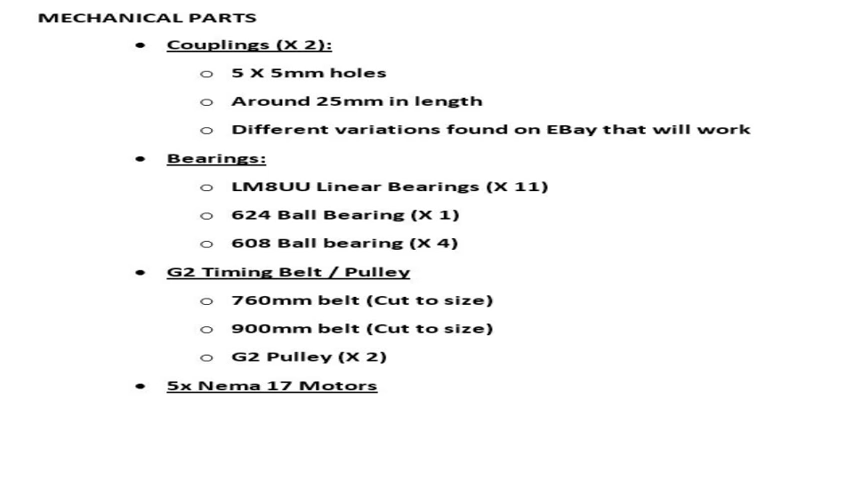 MECHANICAL PARTS
• Couplings (X 2):
o 5 X 5mm holes
o Around 25mm in length
o Different variations found on EBay that will work
• Bearings:
o LM8UU Linear Bearings (X 11)
o 624 Ball Bearing (X 1)
o 608 Ball bearing (X 4)
• G2 Timing Belt / Pulley
o 760mm belt (Cut to size)
o 900mm belt (Cut to size)
o G2 Pulley (X 2)
• 5x Nema 17 Motors